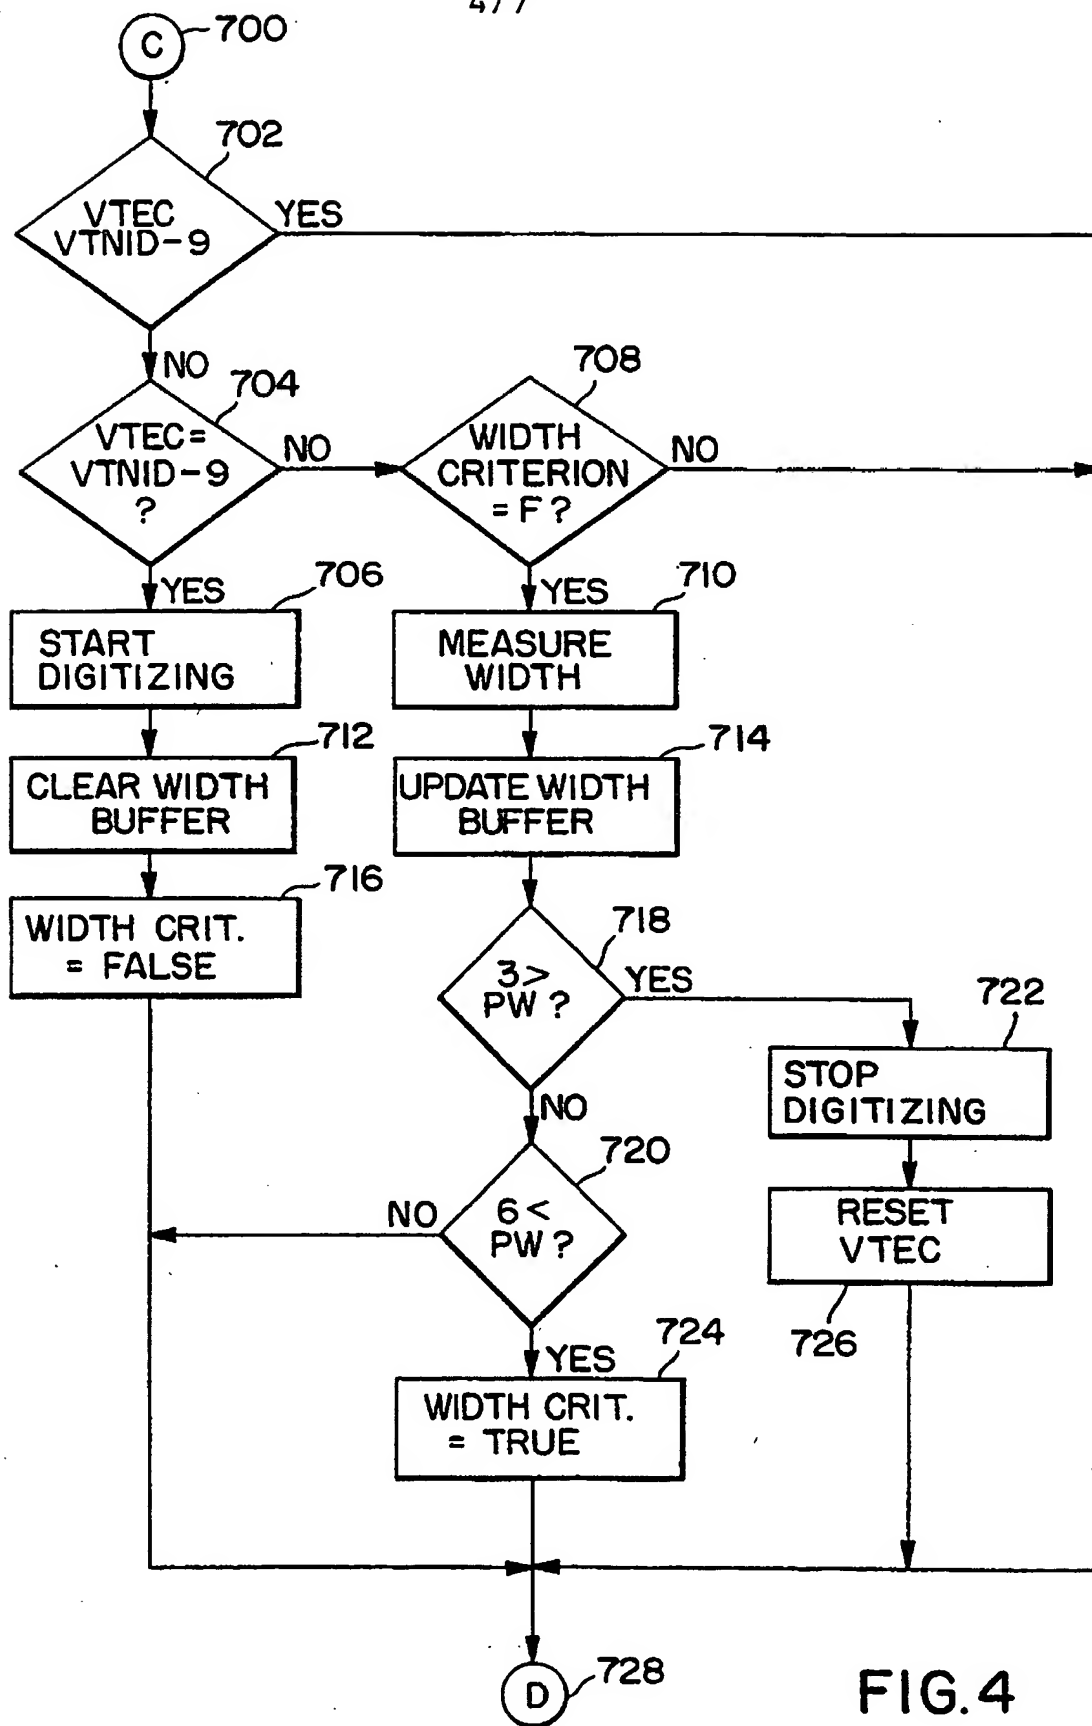 4/7
C
700
702
VTEC
VTNID-9
YES
NO
704
VTEC=
VTNID-9
?
NO
708
WIDTH
CRITERION
= F ?
NO
YES
706
START
DIGITIZING
YES
710
MEASURE
WIDTH
712
CLEAR WIDTH
BUFFER
714
UPDATE WIDTH
BUFFER
716
WIDTH CRIT.
= FALSE
718
3>
PW ?
YES
722
STOP
DIGITIZING
NO
720
6<
PW ?
NO
RESET
VTEC
726
YES
724
WIDTH CRIT.
= TRUE
D
728
FIG. 4